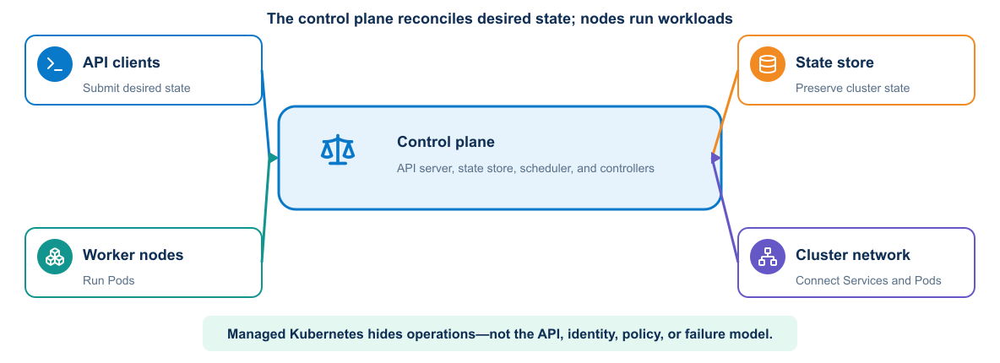 The control plane reconciles desired state; nodes run workloads
API clients
Submit desired state
State store
Preserve cluster state
Control plane
API server, state store, scheduler, and controllers
Worker nodes
Run Pods
Cluster network
Connect Services and Pods
Managed Kubernetes hides operations—not the API, identity, policy, or failure model.